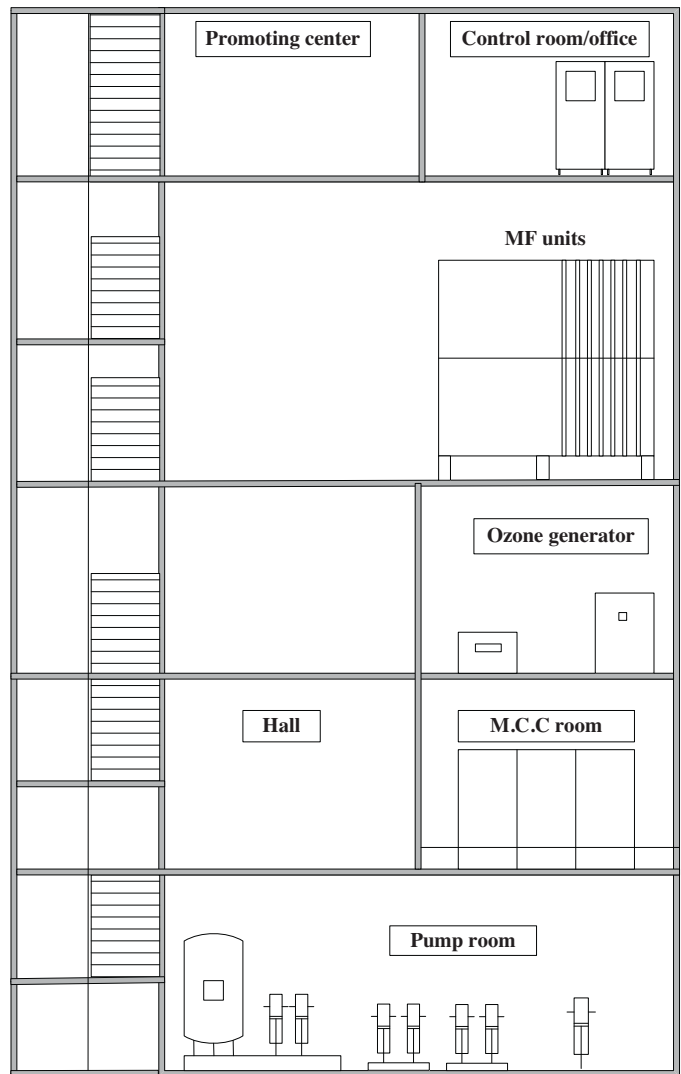 Promoting center
Control room/office
MF units
Ozone generator
Hall
M.C.C room
Pump room